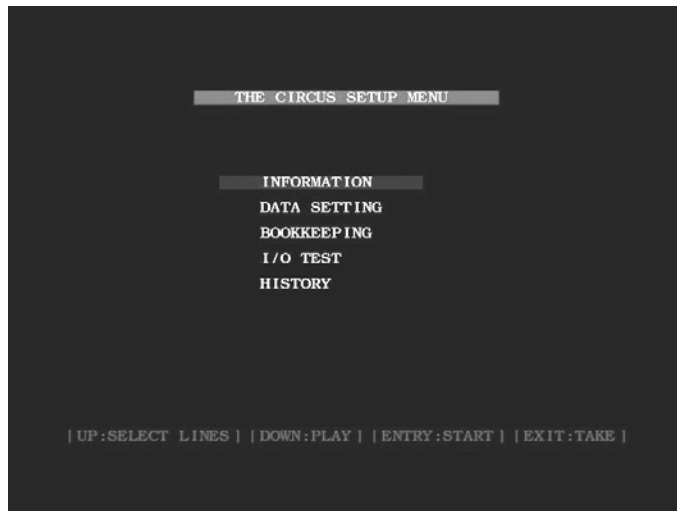 THE CIRCUS SETUP MENU
INFORMATION
DATA SETTING
BOOKKEEPING
I/O TEST
HISTORY
[UP:SELECT LINES] [DOWN:PLAY] [ENTRY:START] [EXIT:TAKE]